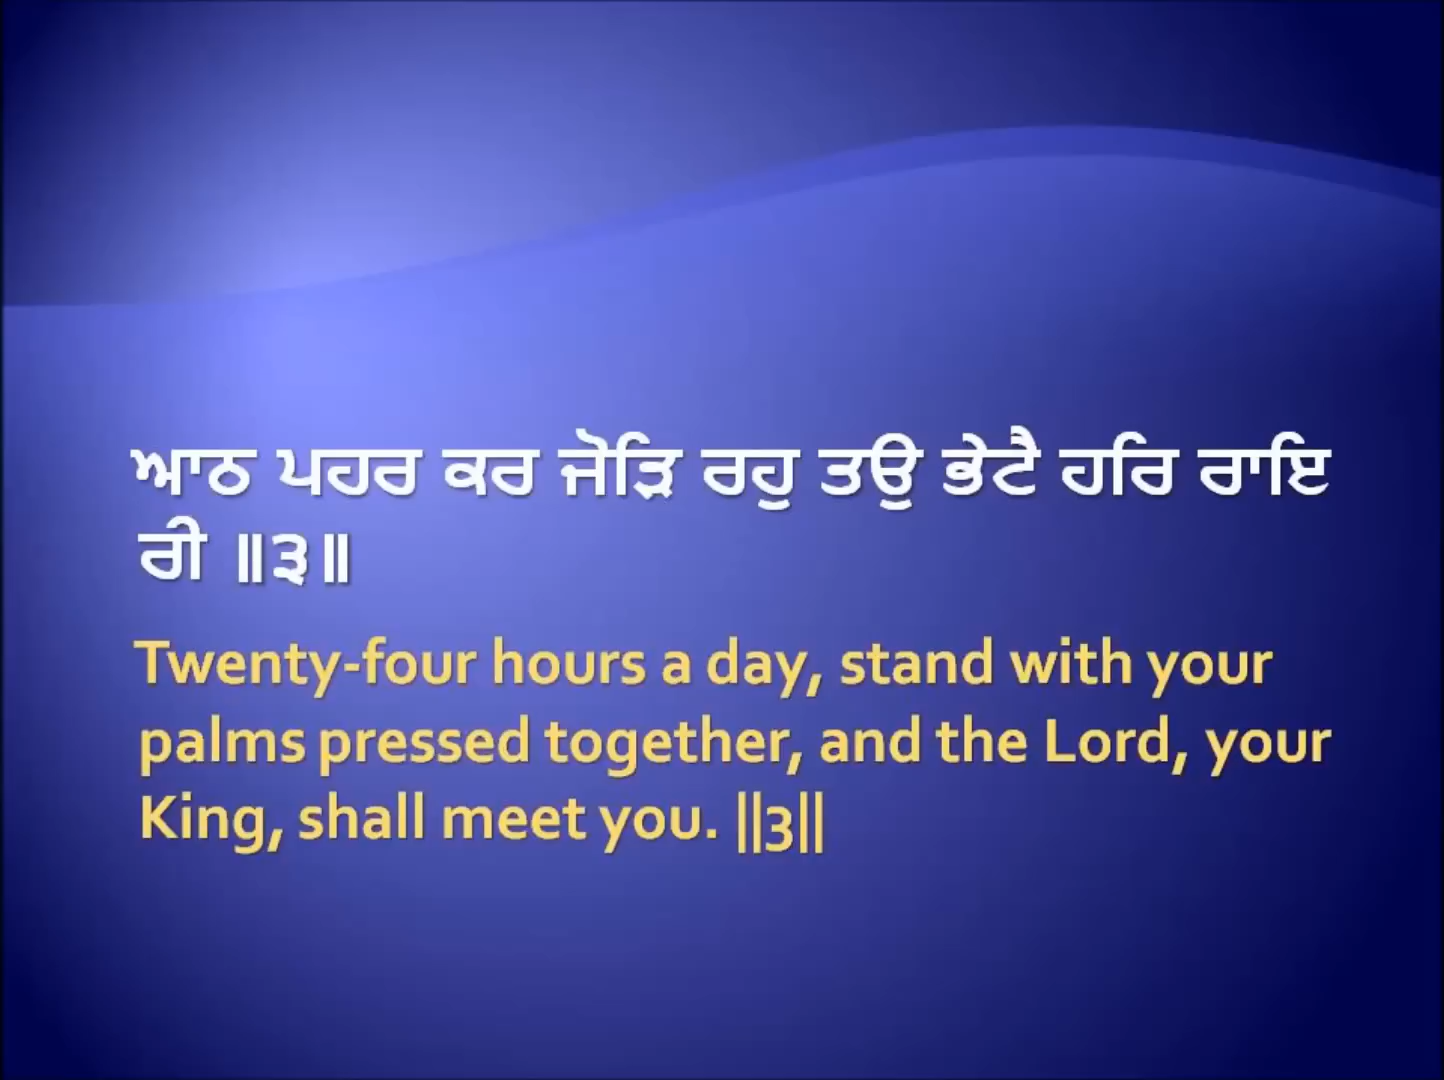 ਆਠ ਪਹਰ ਕਰ ਜੋੜਿ ਰਹੁ ਤਉ ਭੇਟੈ ਹਰਿ ਰਾਇ
ਰੀ ॥੩॥
Twenty-four hours a day, stand with your
palms pressed together, and the Lord, your
King, shall meet you. ||3||